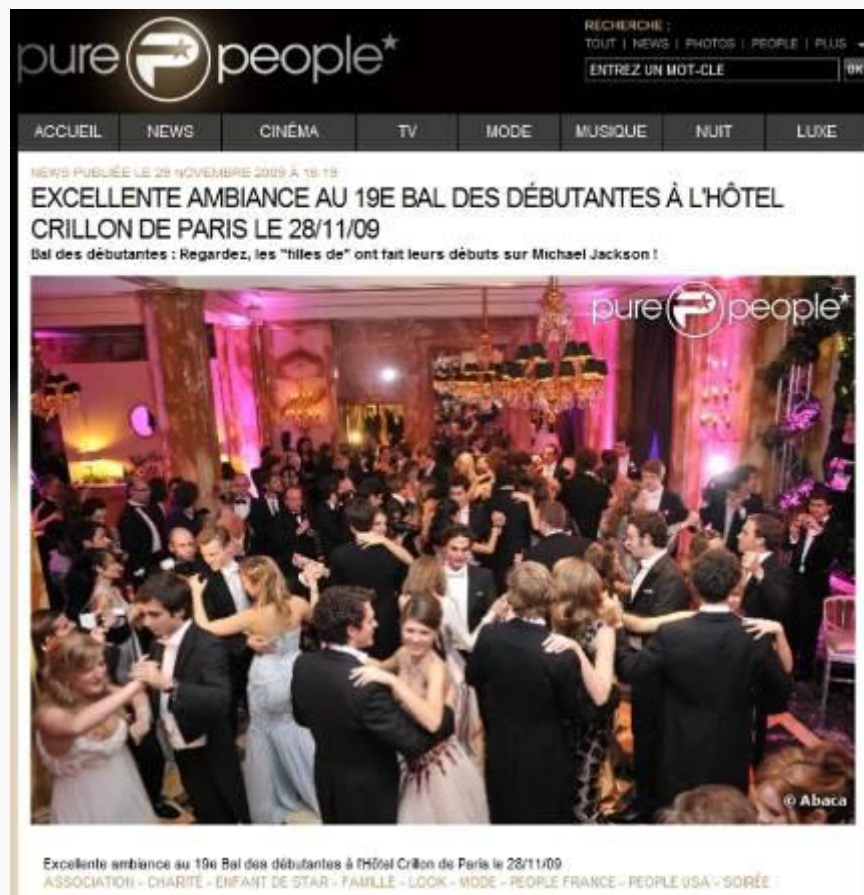 pure P people*
RECHERCHE :
TOUT | NEWS | PHOTOS | PEOPLE | PLUS
ENTREZ UN MOT-CLE OK
ACCUEIL NEWS CINÉMA TV MODE MUSIQUE NUIT LUXE
NEWS PUBLIÉE LE 29 NOVEMBRE 2009 À 16:19
EXCELLENTE AMBIANCE AU 19E BAL DES DÉBUTANTES À L'HÔTEL
CRILLON DE PARIS LE 28/11/09
Bal des débutantes : Regardez, les "filles de" ont fait leurs débuts sur Michael Jackson !
pure P people*
© Abaca
Excellente ambiance au 19e Bal des débutantes à l'Hôtel Crillon de Paris le 28/11/09
ASSOCIATION - CHARITÉ - ENFANT DE STAR - FAMILLE - LOOK - MODE - PEOPLE FRANCE - PEOPLE USA - SOIRÉE